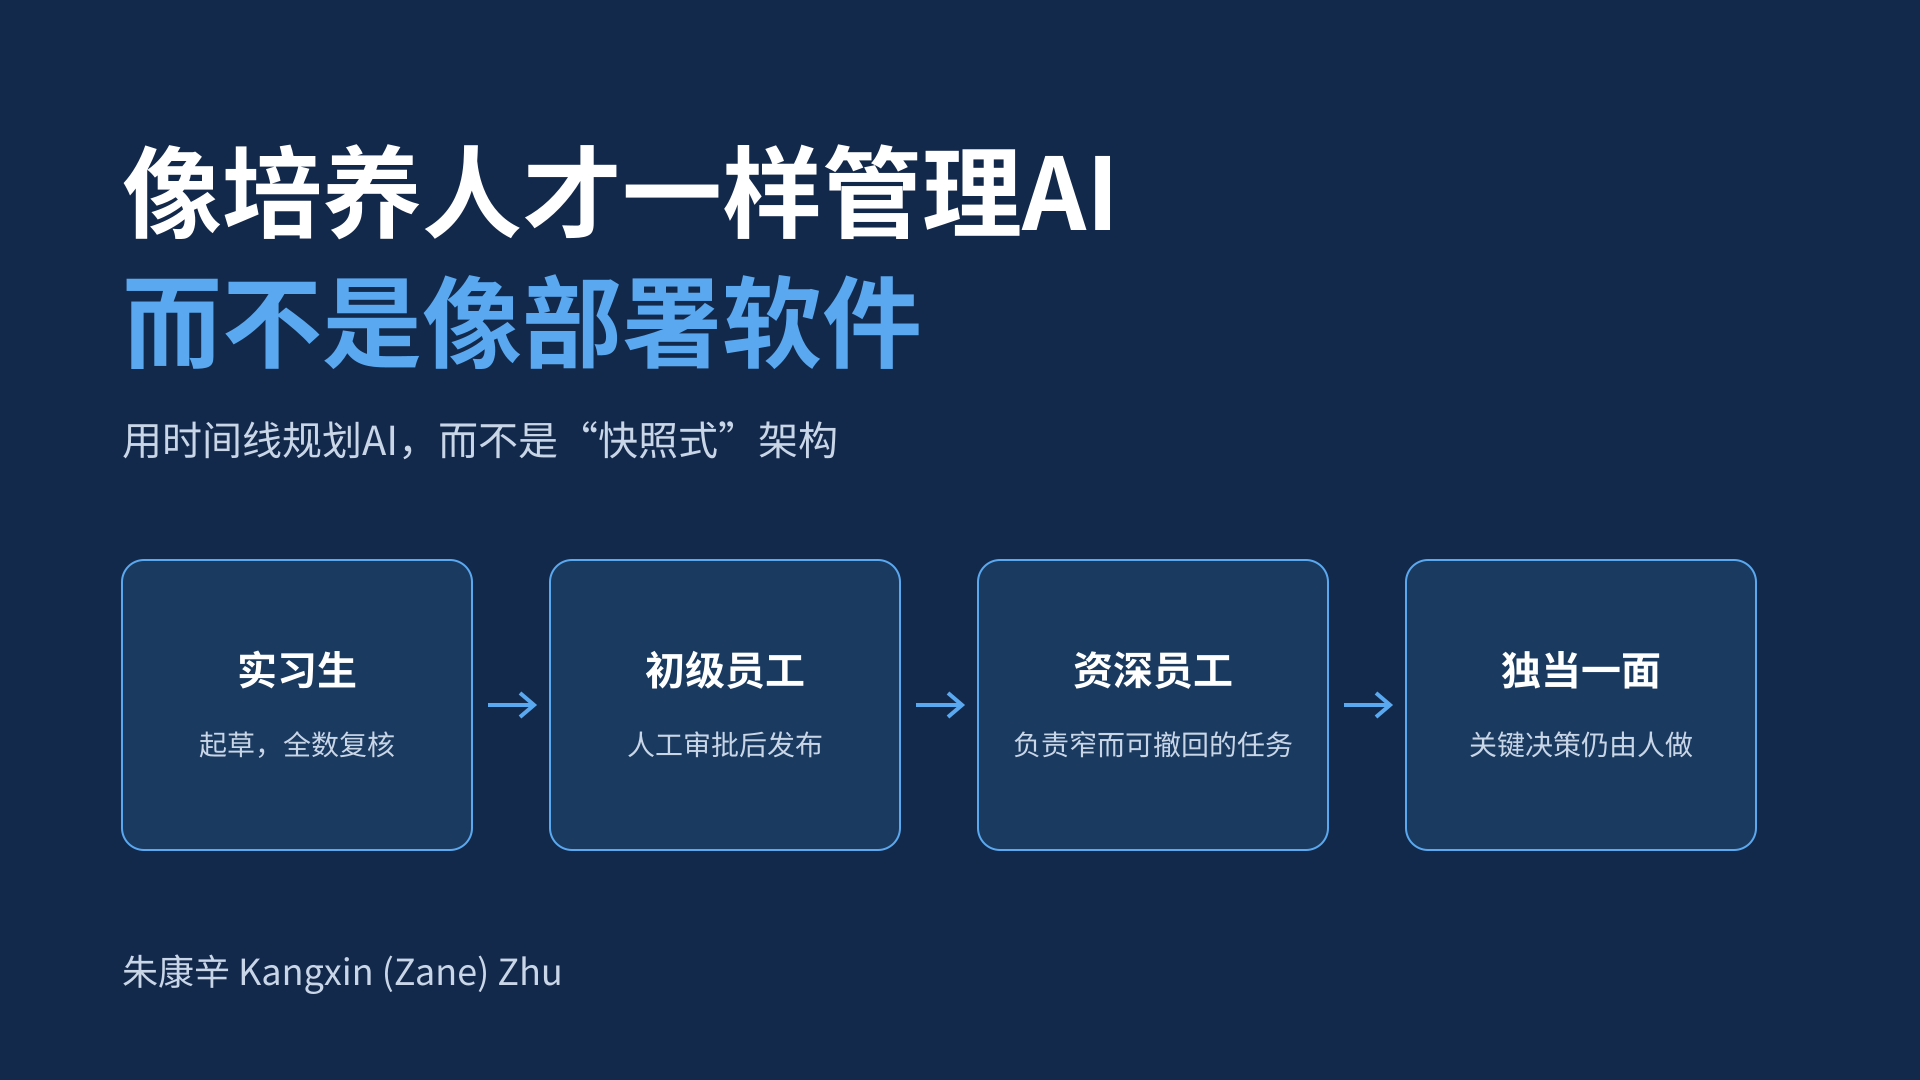 像培养人才一样管理AI
而不是像部署软件
用时间线规划AI，而不是“快照式”架构
实习生
起草，全数复核
初级员工
人工审批后发布
资深员工
负责窄而可撤回的任务
独当一面
关键决策仍由人做
朱康辛 Kangxin (Zane) Zhu